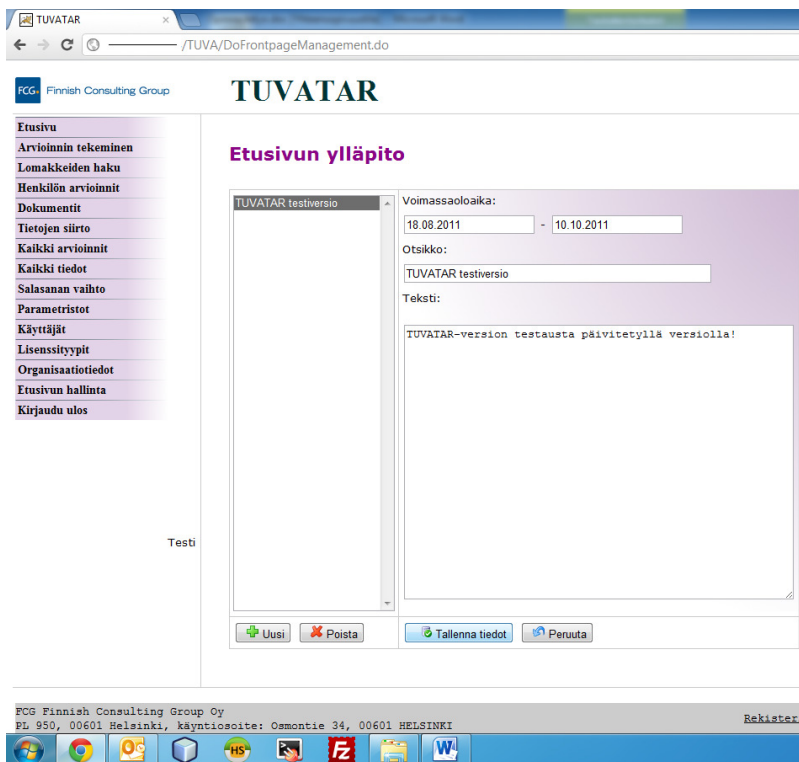 TUVATAR
/TUVA/DoFrontpageManagement.do
FCG. Finnish Consulting Group
TUVATAR
Etusivu
Arvioinnin tekeminen
Lomakkeiden haku
Henkilön arvioinnit
Dokumentit
Tietojen siirto
Kaikki arvioinnit
Kaikki tiedot
Salasanan vaihto
Parametristot
Käyttäjät
Lisenssityypit
Organisaatiotiedot
Etusivun hallinta
Kirjaudu ulos
Testi
Etusivun ylläpito
TUVATAR testiversio
Voimassaoloaika:
18.08.2011 - 10.10.2011
Otsikko:
TUVATAR testiversio
Teksti:
TUVATAR-version testausta päivitetyllä versiolla!
Uusi Poista Tallenna tiedot Peruuta
FCG Finnish Consulting Group Oy
PL 950, 00601 Helsinki, käyntiosoite: Osmontie 34, 00601 HELSINKI
Rekister
HS
Fz
W